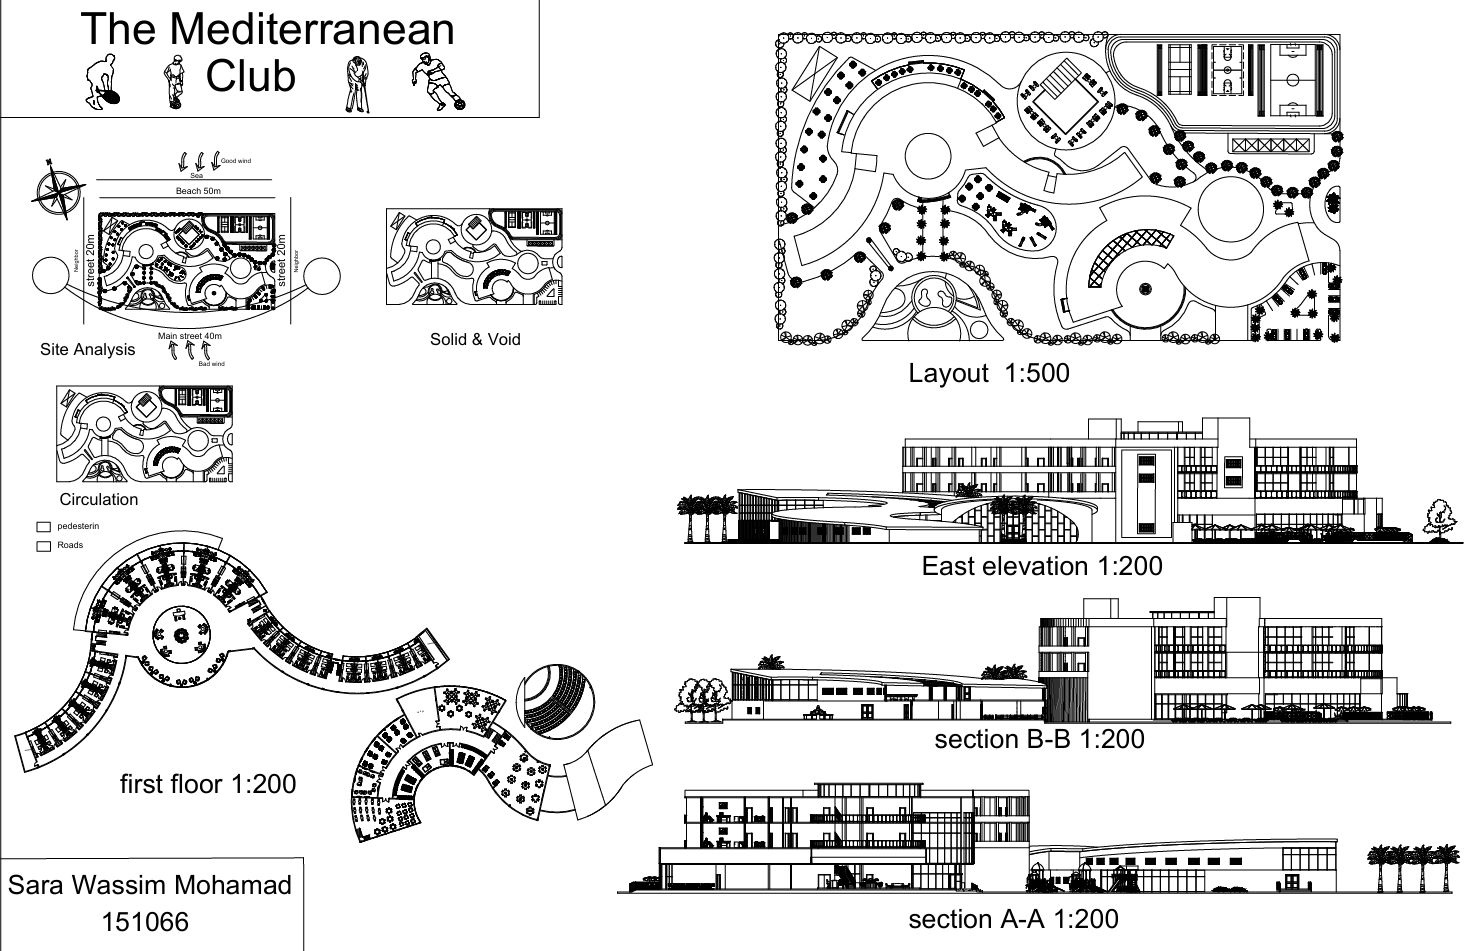 The Mediterranean
Club
N
Good wind
Sea
Beach 50m
Neighbor
street 20m
street 20m
Neighbor
Main street 40m
Site Analysis
Bad wind
Solid & Void
Circulation
pedesterin
Roads
Layout 1:500
East elevation 1:200
section B-B 1:200
first floor 1:200
section A-A 1:200
Sara Wassim Mohamad
151066